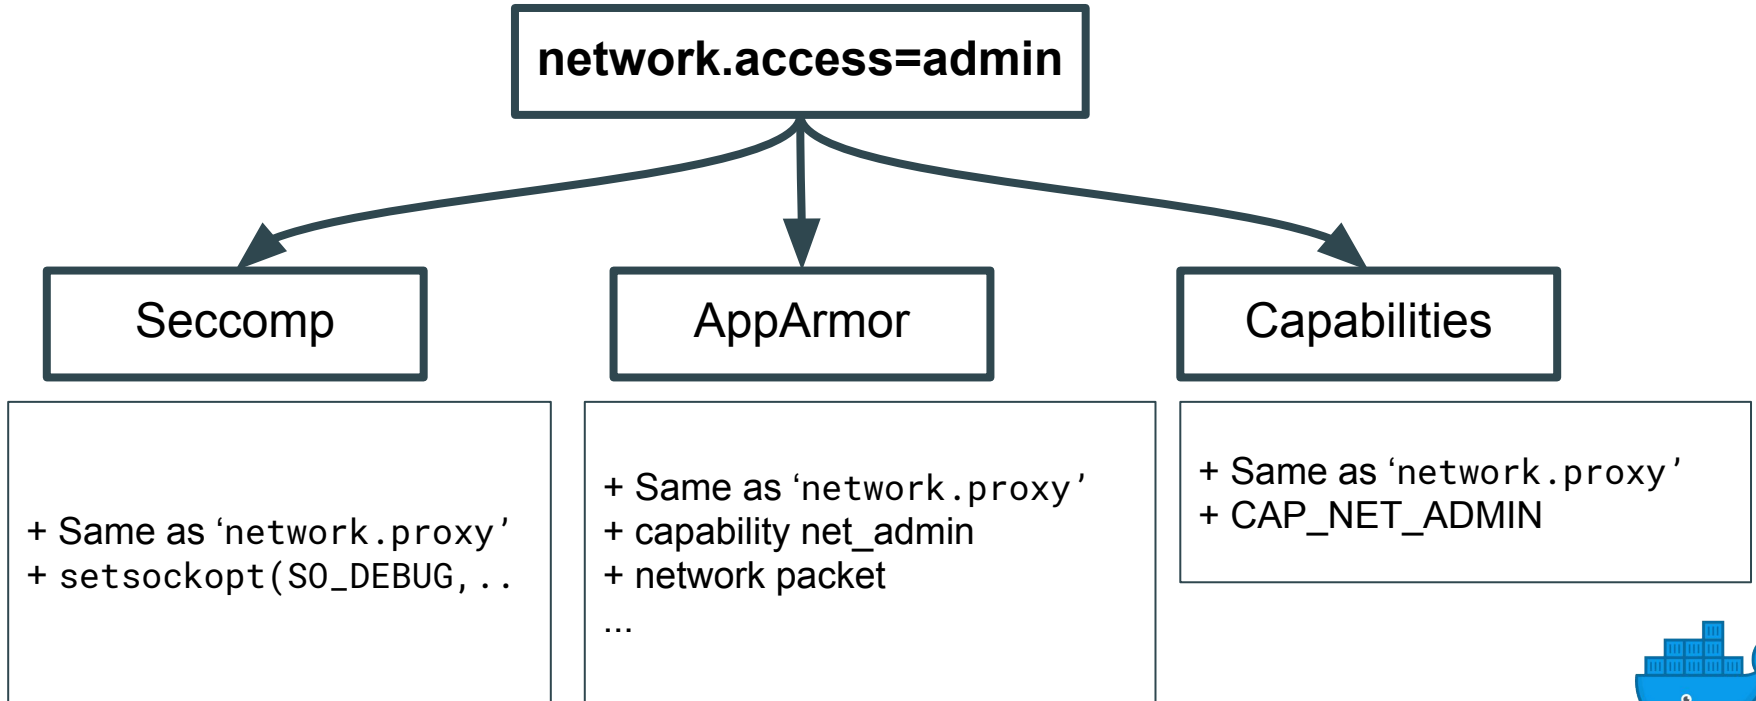 network.access=admin
Seccomp
AppArmor
Capabilities
+ Same as ‘network.proxy’
+ setsockopt(SO_DEBUG,..
+ Same as ‘network.proxy’
+ capability net_admin
+ network packet
...
+ Same as ‘network.proxy’
+ CAP_NET_ADMIN